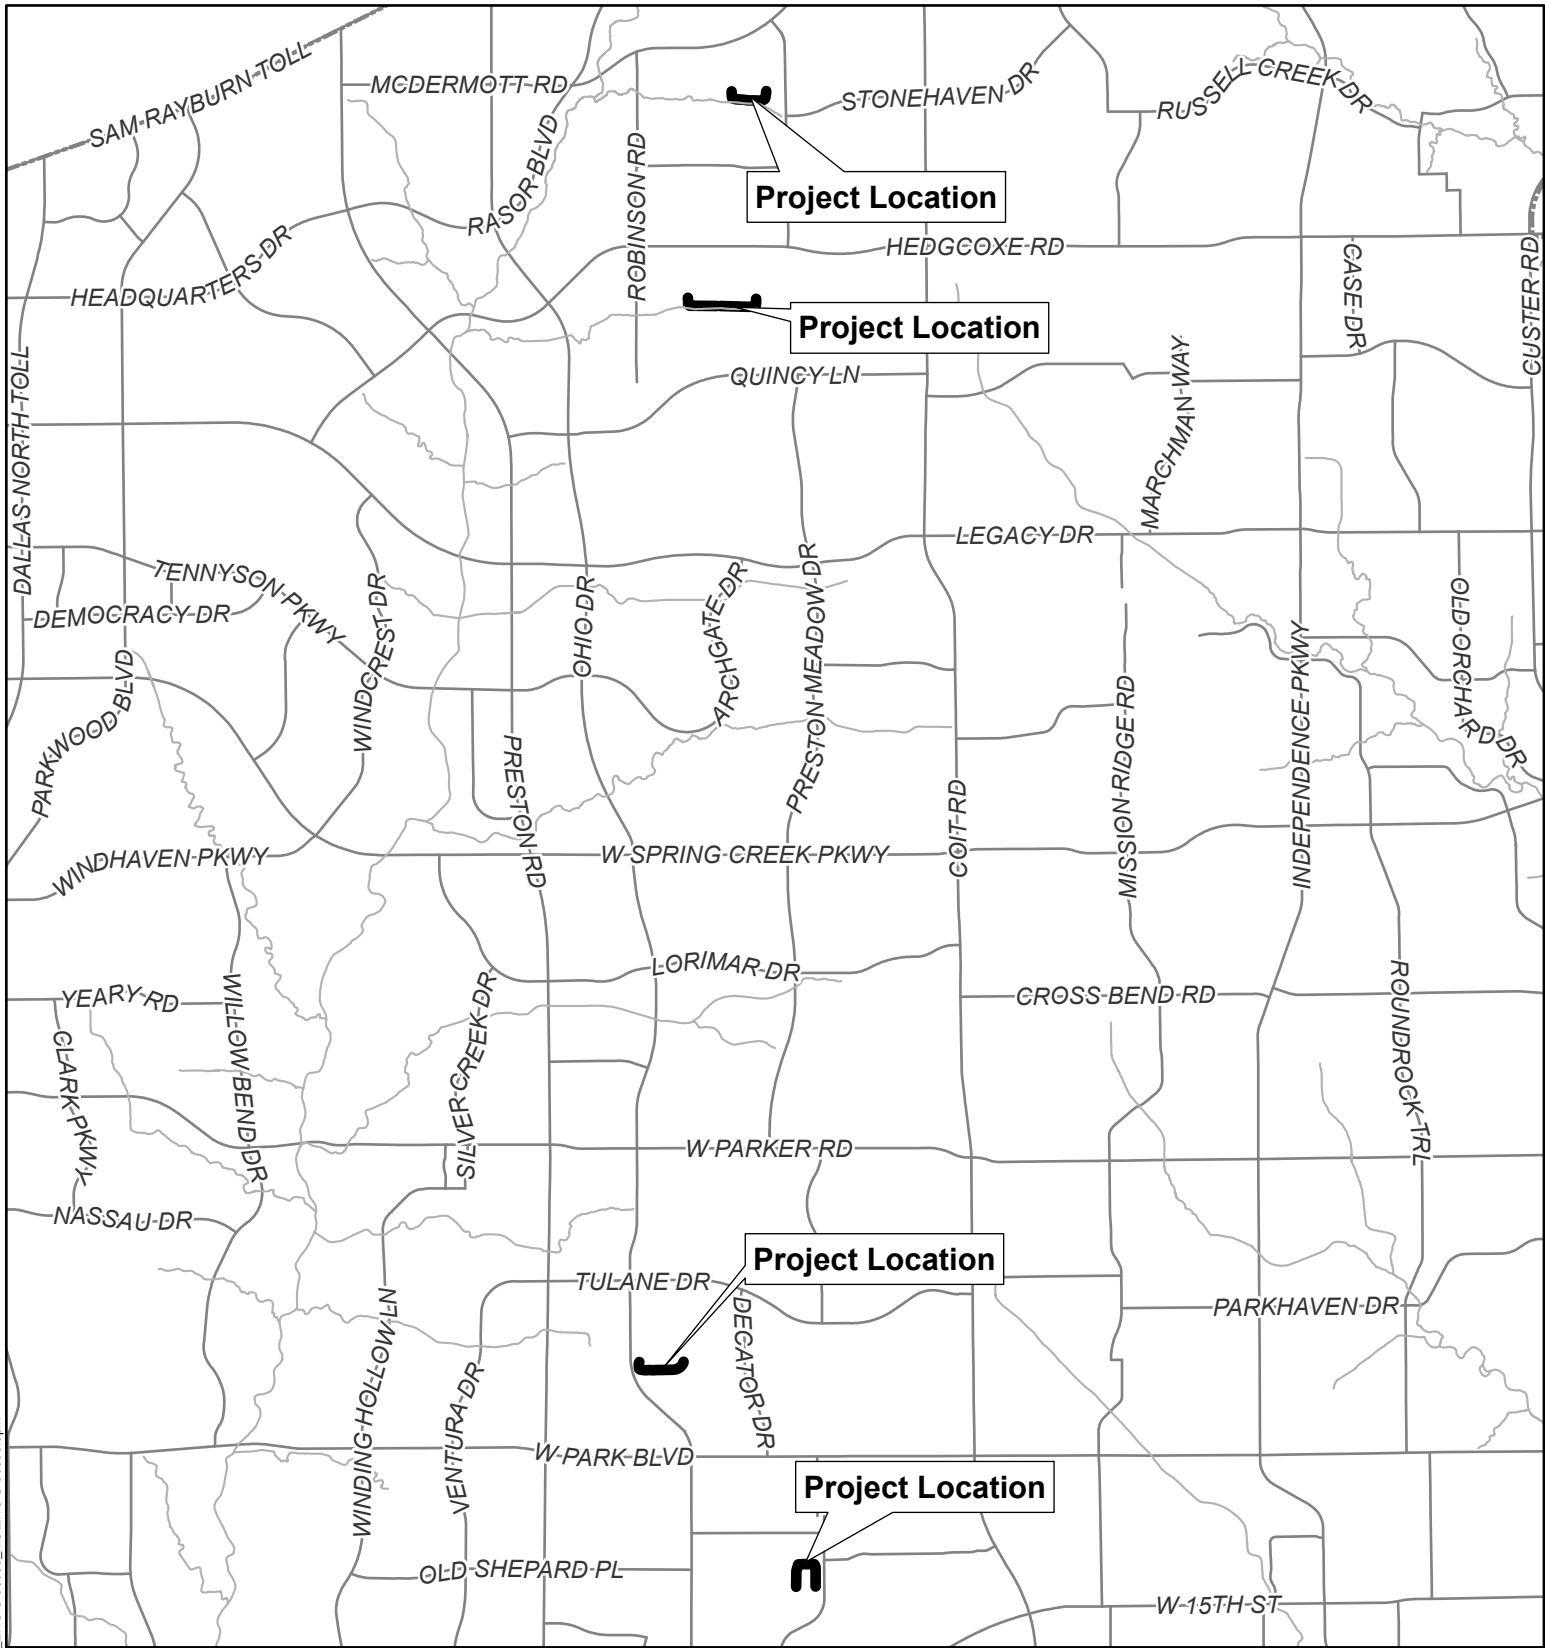 SAM RAYBURN TOLL
MCDERMOTT RD
STONEHAVEN DR
RUSSELL CREEK DR
RASOR BLVD
ROBINSON RD
Project Location
HEADQUARTERS DR
HEDGCOXE RD
CASE DR
CUSTER RD
Project Location
DALLAS NORTH TOLL
QUINCY LN
MARCHMAN WAY
LEGACY DR
TENNYSON PKWY
DEMOCRACY DR
WINDCREST DR
OHIO DR
ARCHGATE DR
PRESTON MEADOW DR
OLD ORCHARD DR
PARKWOOD BLVD
PRESTON RD
COIT RD
MISSION RIDGE RD
INDEPENDENCE PKWY
WINDHAVEN PKWY
W SPRING CREEK PKWY
LORIMAR DR
YEARY RD
CROSS BEND RD
CLARK PKWY
WILLOW BEND DR
SILVER CREEK DR
ROUNDROCK TRL
W PARKER RD
NASSAU DR
Project Location
TULANE DR
PARKHAVEN DR
DECATOR DR
WINDING HOLLOW LN
VENTURA DR
W PARK BLVD
Project Location
OLD SHEPARD PL
W 15TH ST